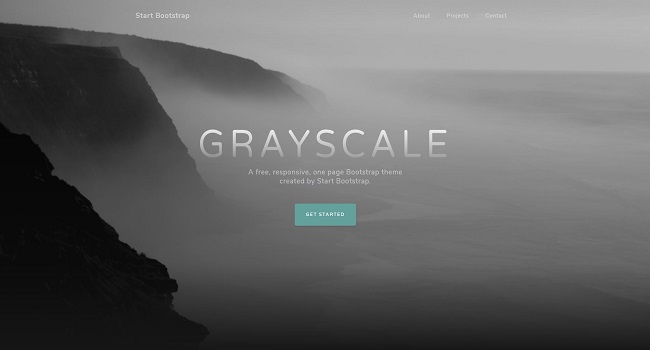 Start Bootstrap
About
Projects
Contact
GRAYSCALE
A free, responsive, one page Bootstrap theme
created by Start Bootstrap.
GET STARTED